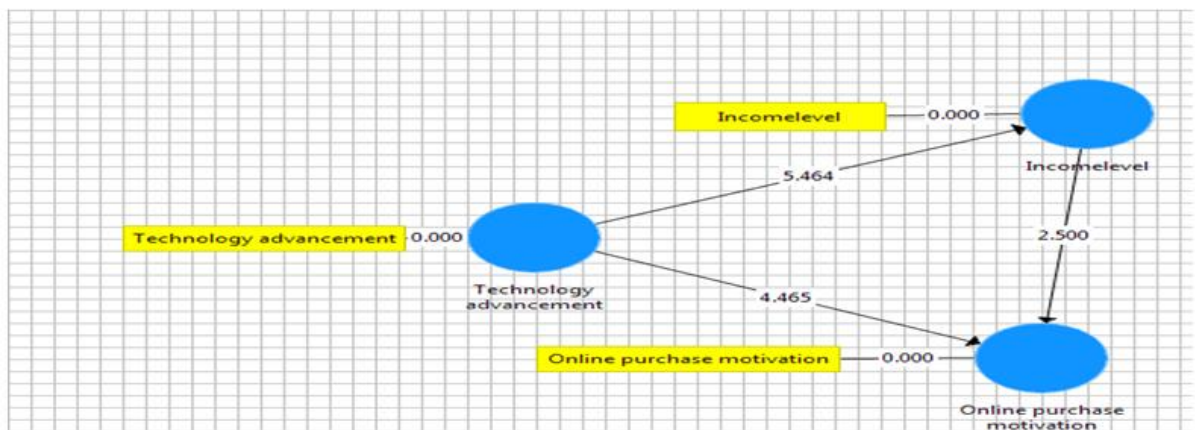 Incomelevel
0.000
Incomelevel
5.464
Technology advancement
0.000
2.500
Technology
advancement
4.465
Online purchase motivation
0.000
Online purchase
motivation